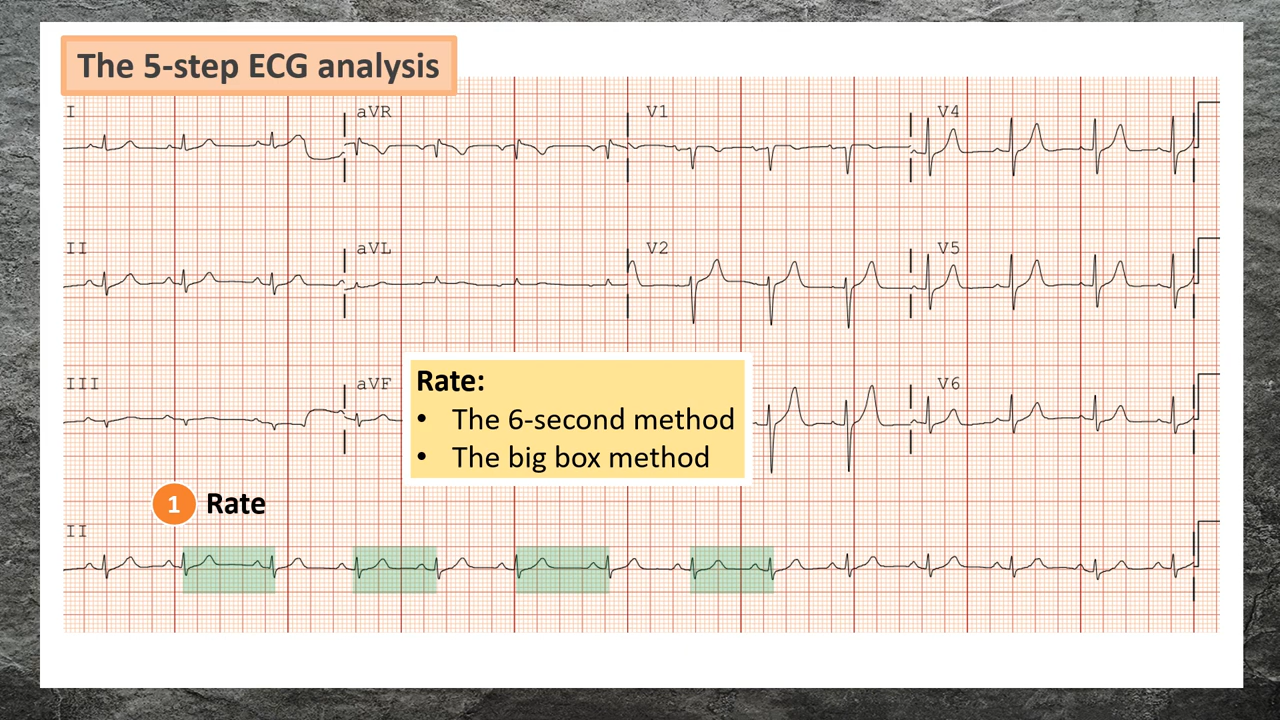 The 5-step ECG analysis
I aVR V1 V4
II aVL V2 V5
III aVF V6
Rate:
• The 6-second method
• The big box method
1 Rate
II